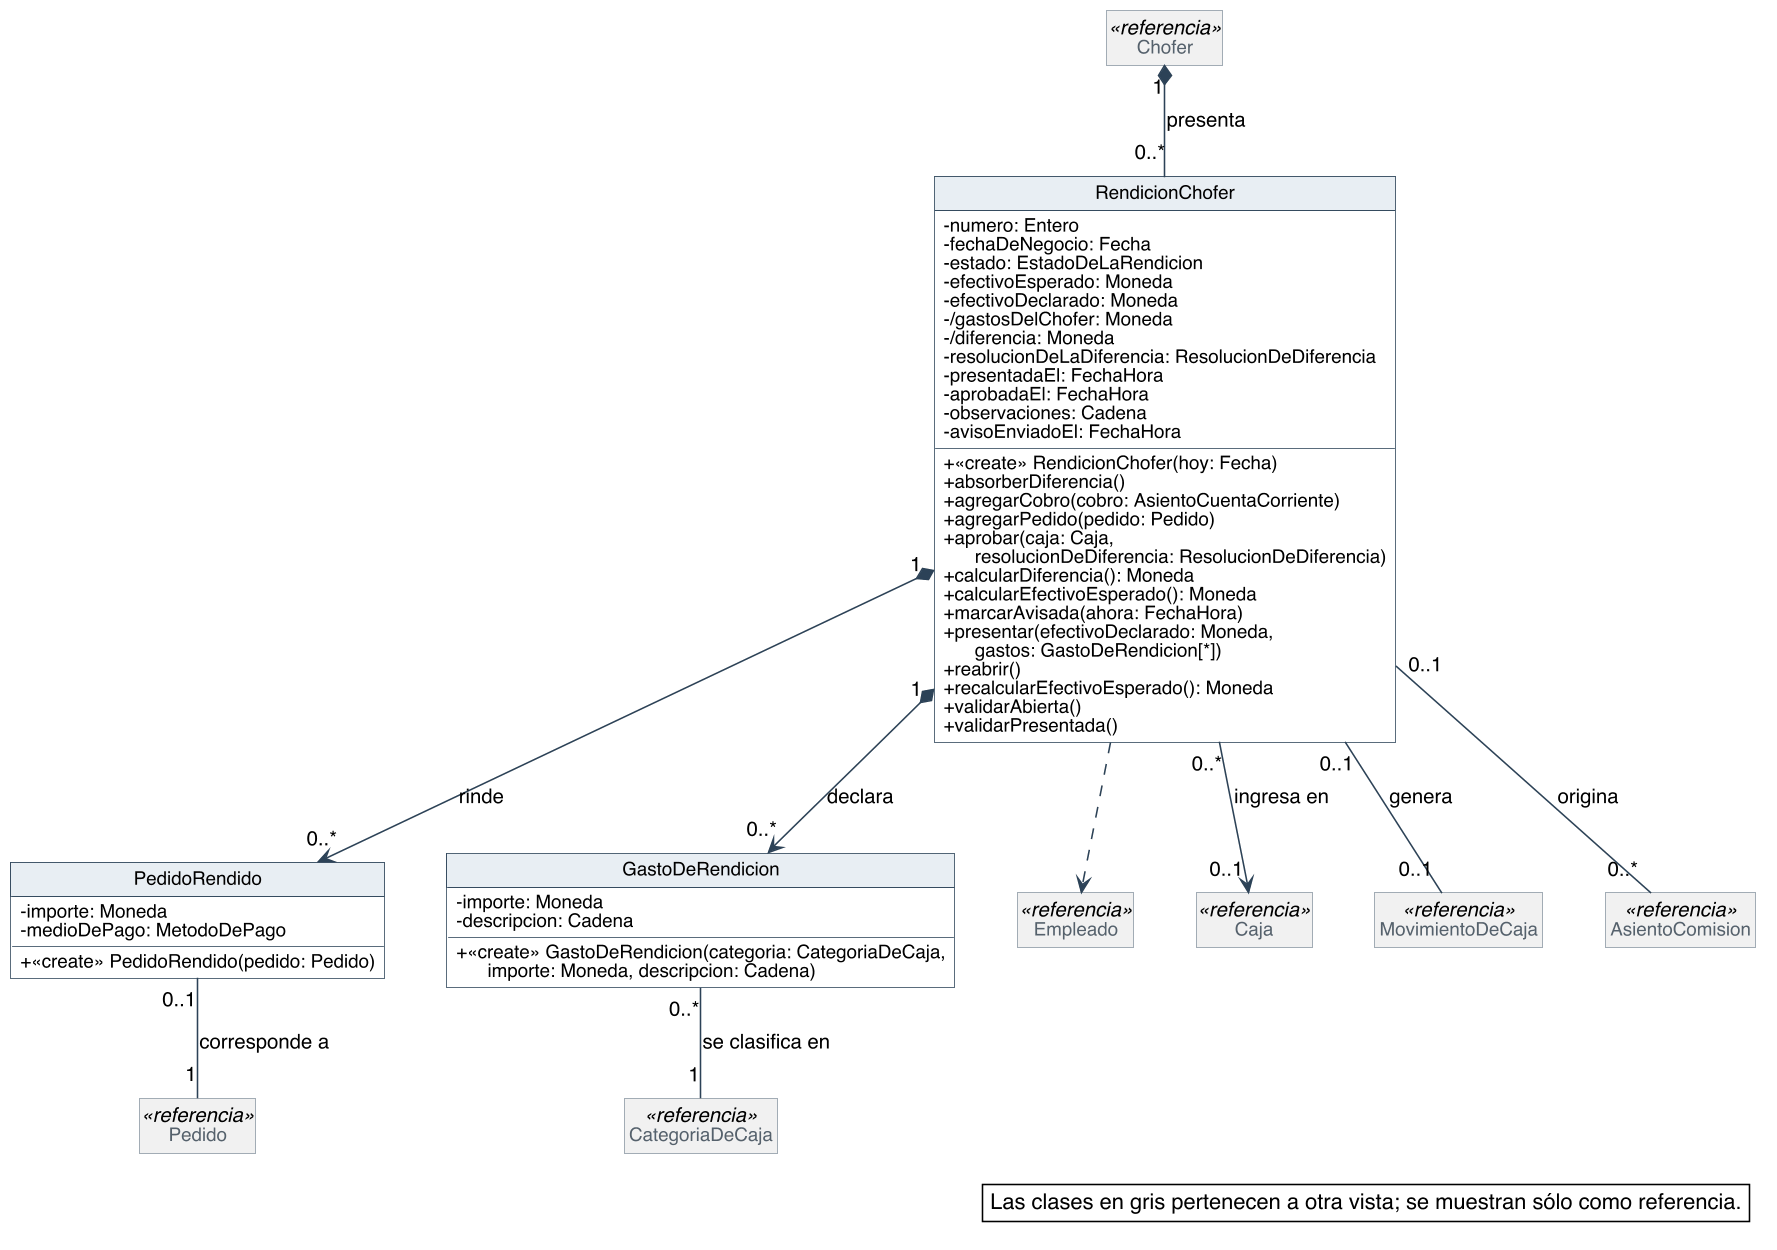 «referencia»
Chofer
1
presenta
0..*
RendicionChofer
-numero: Entero
-fechaDeNegocio: Fecha
-estado: EstadoDeLaRendicion
-efectivoEsperado: Moneda
-efectivoDeclarado: Moneda
-/gastosDelChofer: Moneda
-/diferencia: Moneda
-resolucionDeLaDiferencia: ResolucionDeDiferencia
-presentadaEl: FechaHora
-aprobadaEl: FechaHora
-observaciones: Cadena
-avisoEnviadoEl: FechaHora
+«create» RendicionChofer(hoy: Fecha)
+absorberDiferencia()
+agregarCobro(cobro: AsientoCuentaCorriente)
+agregarPedido(pedido: Pedido)
+aprobar(caja: Caja,
resolucionDeDiferencia: ResolucionDeDiferencia)
+calcularDiferencia(): Moneda
+calcularEfectivoEsperado(): Moneda
+marcarAvisada(ahora: FechaHora)
+presentar(efectivoDeclarado: Moneda,
gastos: GastoDeRendicion[*])
+reabrir()
+recalcularEfectivoEsperado(): Moneda
+validarAbierta()
+validarPresentada()
1
1
0..1
0..*
0..1
rinde
declara
ingresa en
genera
origina
0..*
0..*
0..1
0..1
0..*
PedidoRendido
-importe: Moneda
-medioDePago: MetodoDePago
+«create» PedidoRendido(pedido: Pedido)
GastoDeRendicion
-importe: Moneda
-descripcion: Cadena
+«create» GastoDeRendicion(categoria: CategoriaDeCaja,
importe: Moneda, descripcion: Cadena)
«referencia»
Empleado
«referencia»
Caja
«referencia»
MovimientoDeCaja
«referencia»
AsientoComision
0..1
corresponde a
1
0..*
se clasifica en
1
«referencia»
Pedido
«referencia»
CategoriaDeCaja
Las clases en gris pertenecen a otra vista; se muestran sólo como referencia.